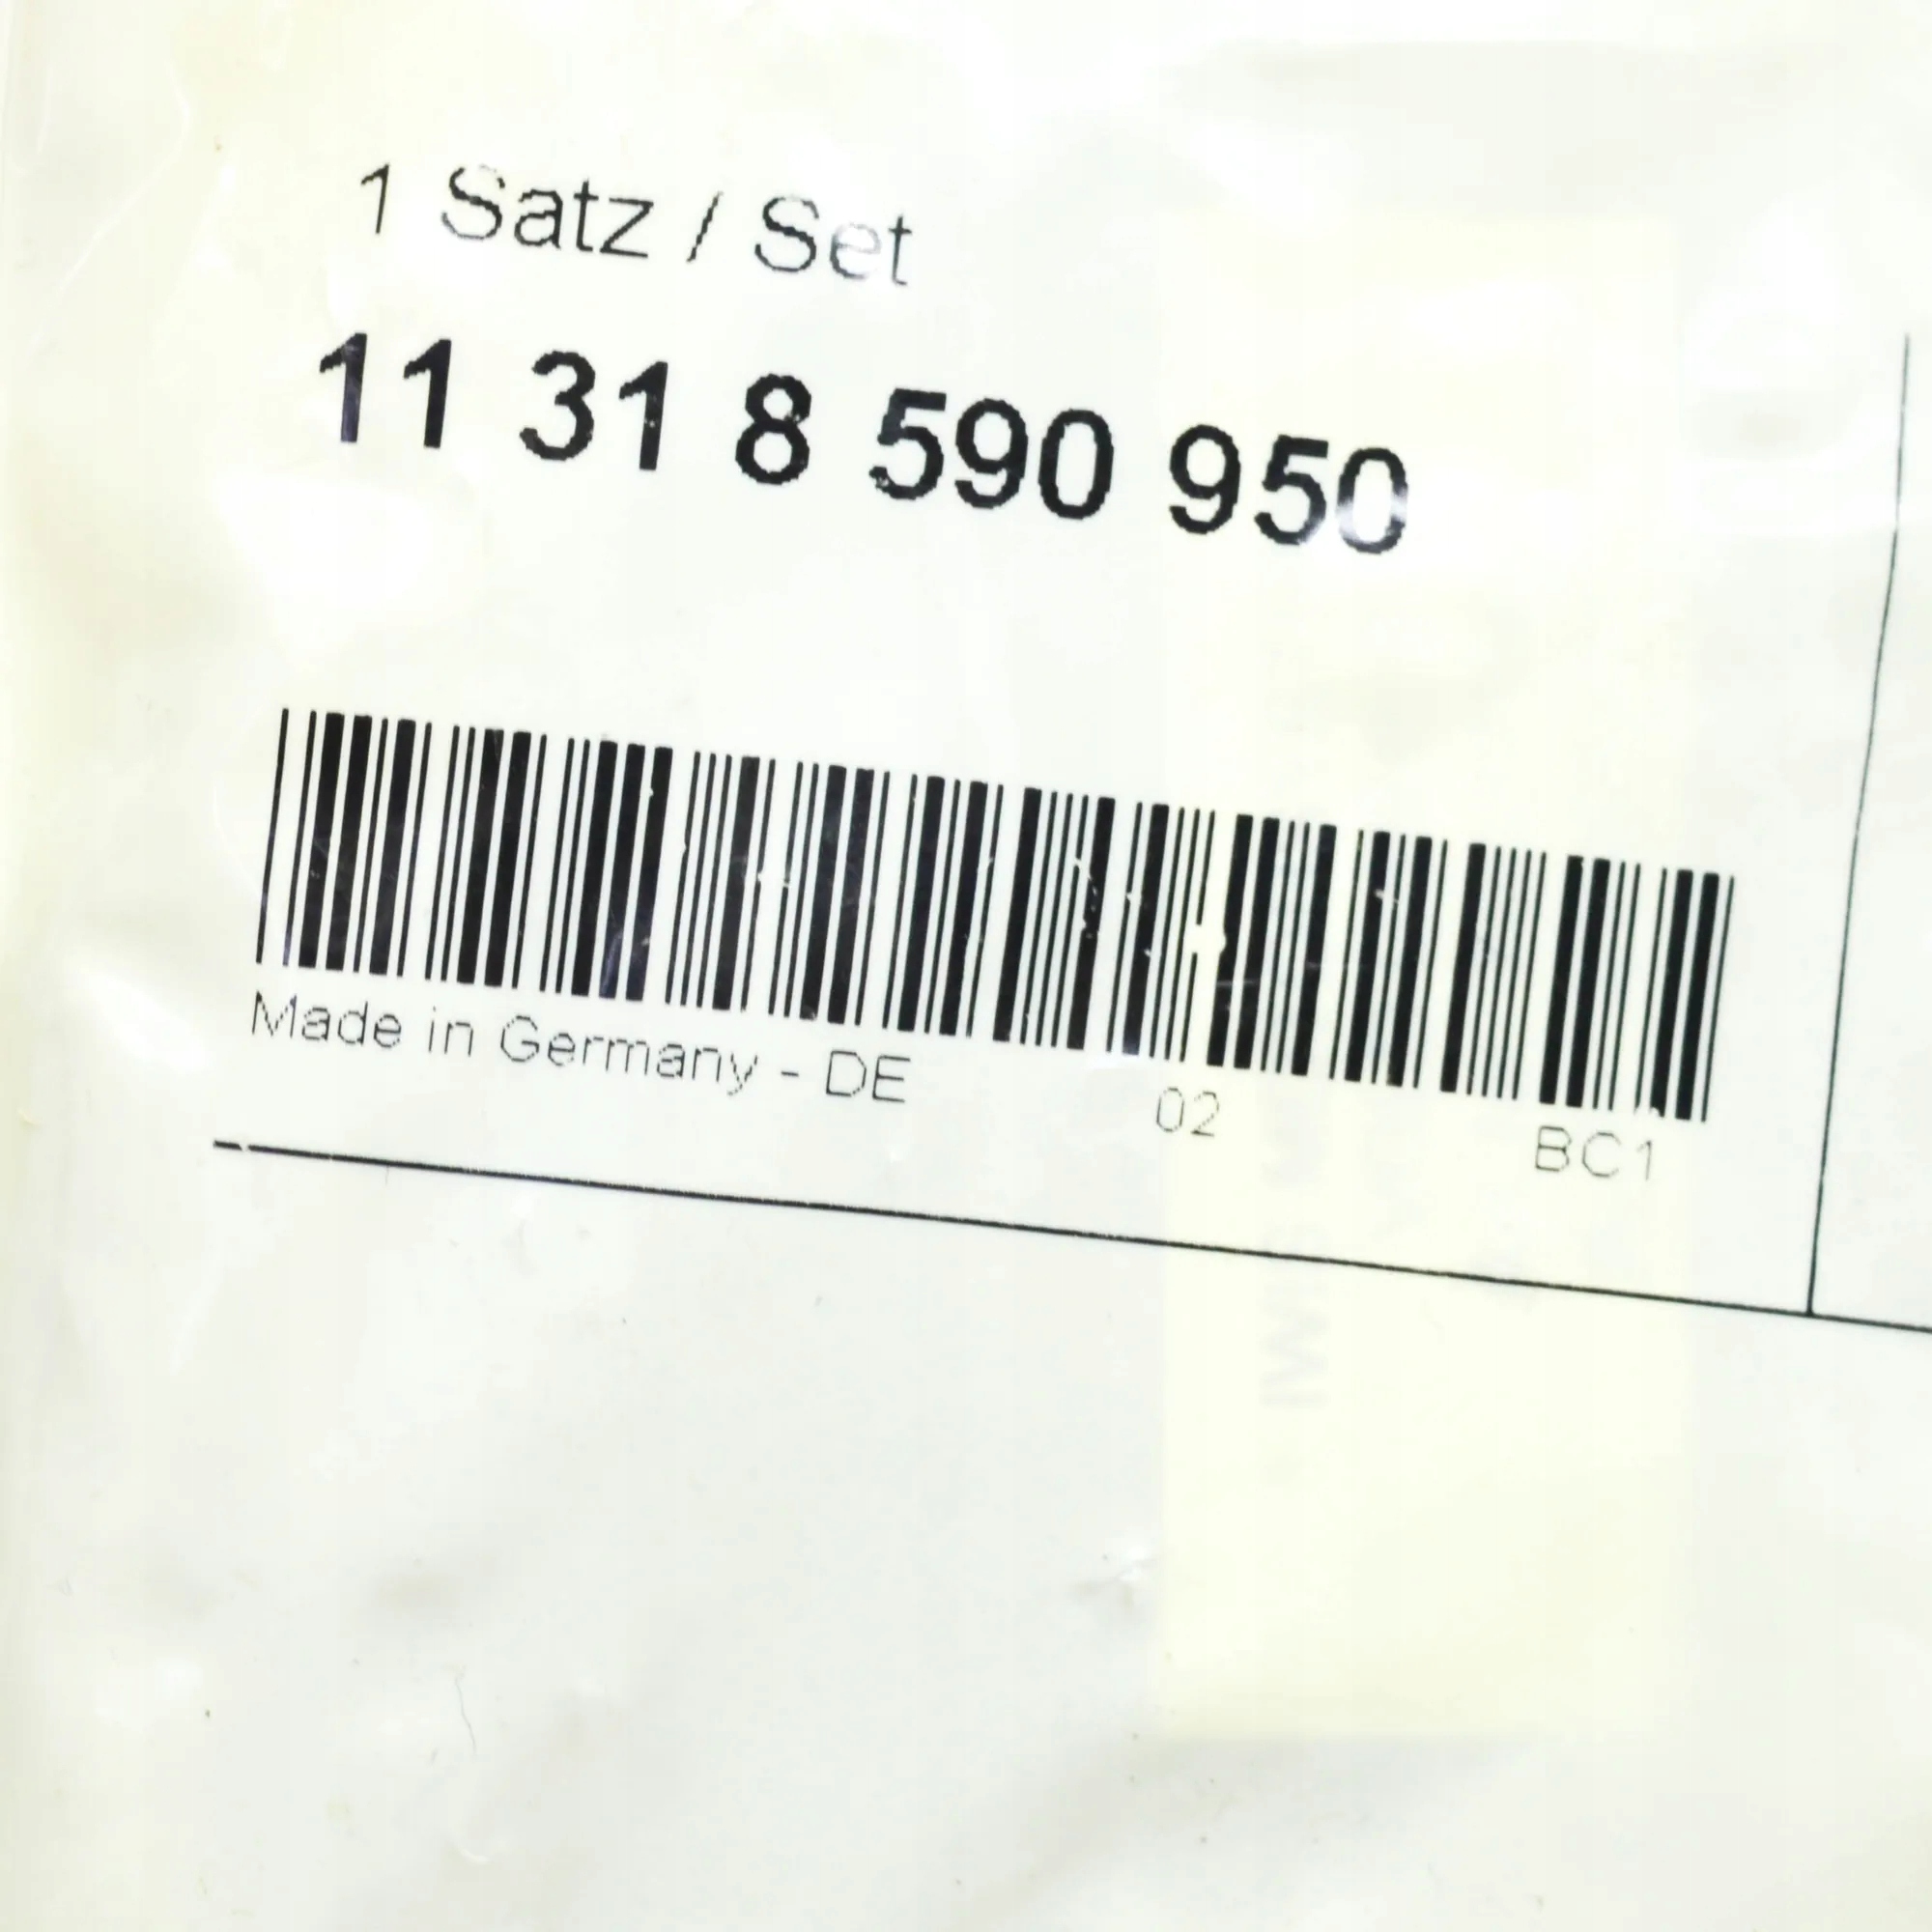 1 Satz / Set
11 31 8 590 950
Made in Germany - DE 02 BC1